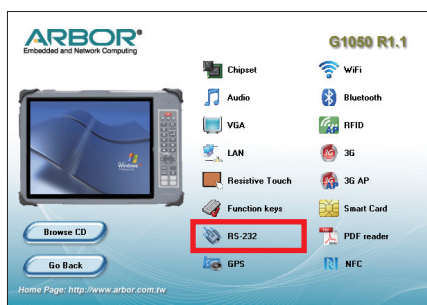 ARBOR®
Embedded and Network Computing
G1050 R1.1
Chipset
Audio
VGA
LAN
Resistive Touch
Function keys
RS-232
GPS
WiFi
Bluetooth
RFID
3G
3G AP
Smart Card
PDF reader
NFC
Windows
Browse CD
Go Back
Home Page: http://www.arbor.com.tw